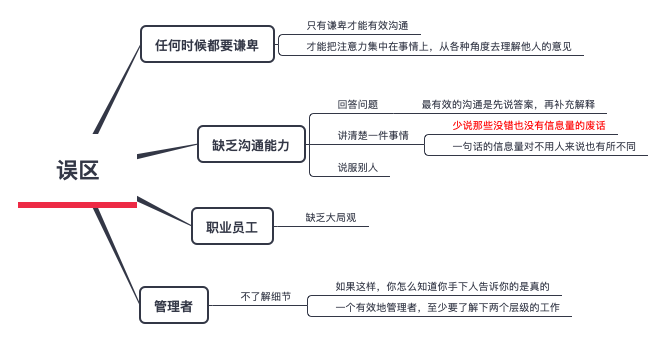 误区
任何时候都要谦卑
只有谦卑才能有效沟通
才能把注意力集中在事情上，从各种角度去理解他人的意见
缺乏沟通能力
回答问题
最有效的沟通是先说答案，再补充解释
讲清楚一件事情
少说那些没错也没有信息量的废话
一句话的信息量对不用人来说也有所不同
说服别人
职业员工
缺乏大局观
管理者
不了解细节
如果这样，你怎么知道你手下人告诉你的是真的
一个有效地管理者，至少要了解下两个层级的工作